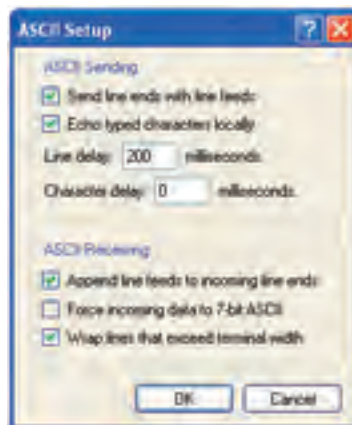 ASCII Setup
ASCII Sending
Send line ends with line feeds
Echo typed characters locally
Line delay: 200 milliseconds.
Character delay: 0 milliseconds.
ASCII Receiving
Append line feeds to incoming line ends
Force incoming data to 7-bit ASCII
Wrap lines that exceed terminal width
OK Cancel